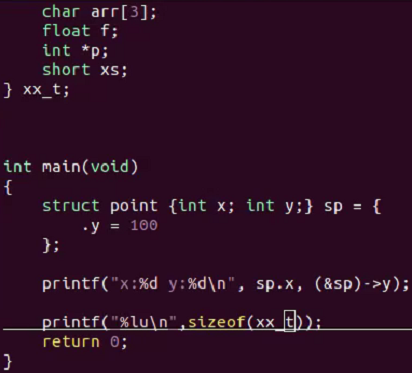 char arr[3];
float f;
int *p;
short xs;
} xx_t;
int main(void)
{
struct point {int x; int y;} sp = {
.y = 100
};
printf("x:%d y:%d\n", sp.x, (&sp)->y);
printf("%lu\n",sizeof(xx_t));
return 0;
}